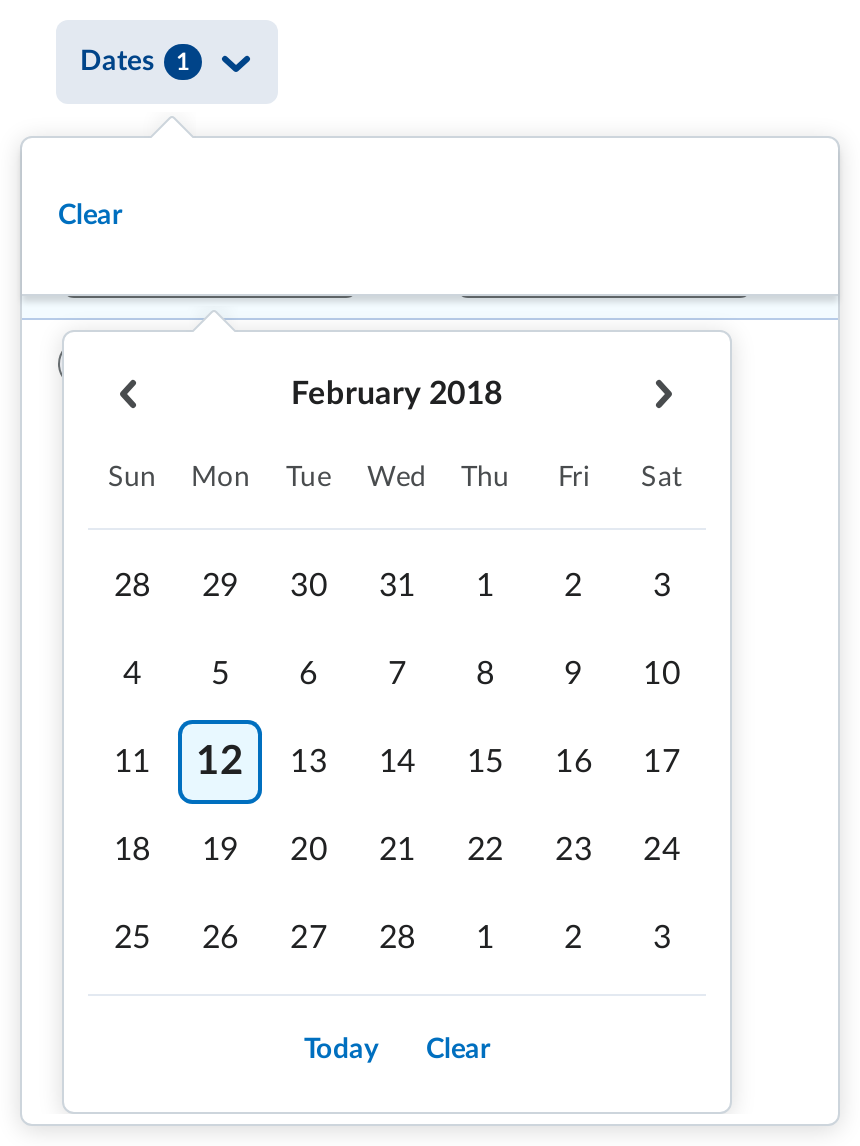 Dates 1
Clear
February 2018
Sun Mon Tue Wed Thu Fri Sat
28 29 30 31 1 2 3
4 5 6 7 8 9 10
11 12 13 14 15 16 17
18 19 20 21 22 23 24
25 26 27 28 1 2 3
Today Clear